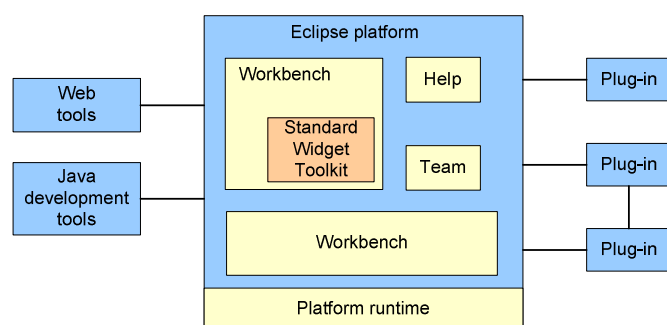 Eclipse platform
Workbench
Help
Plug-in
Web
tools
Standard
Widget
Toolkit
Team
Plug-in
Java
development
tools
Workbench
Plug-in
Platform runtime